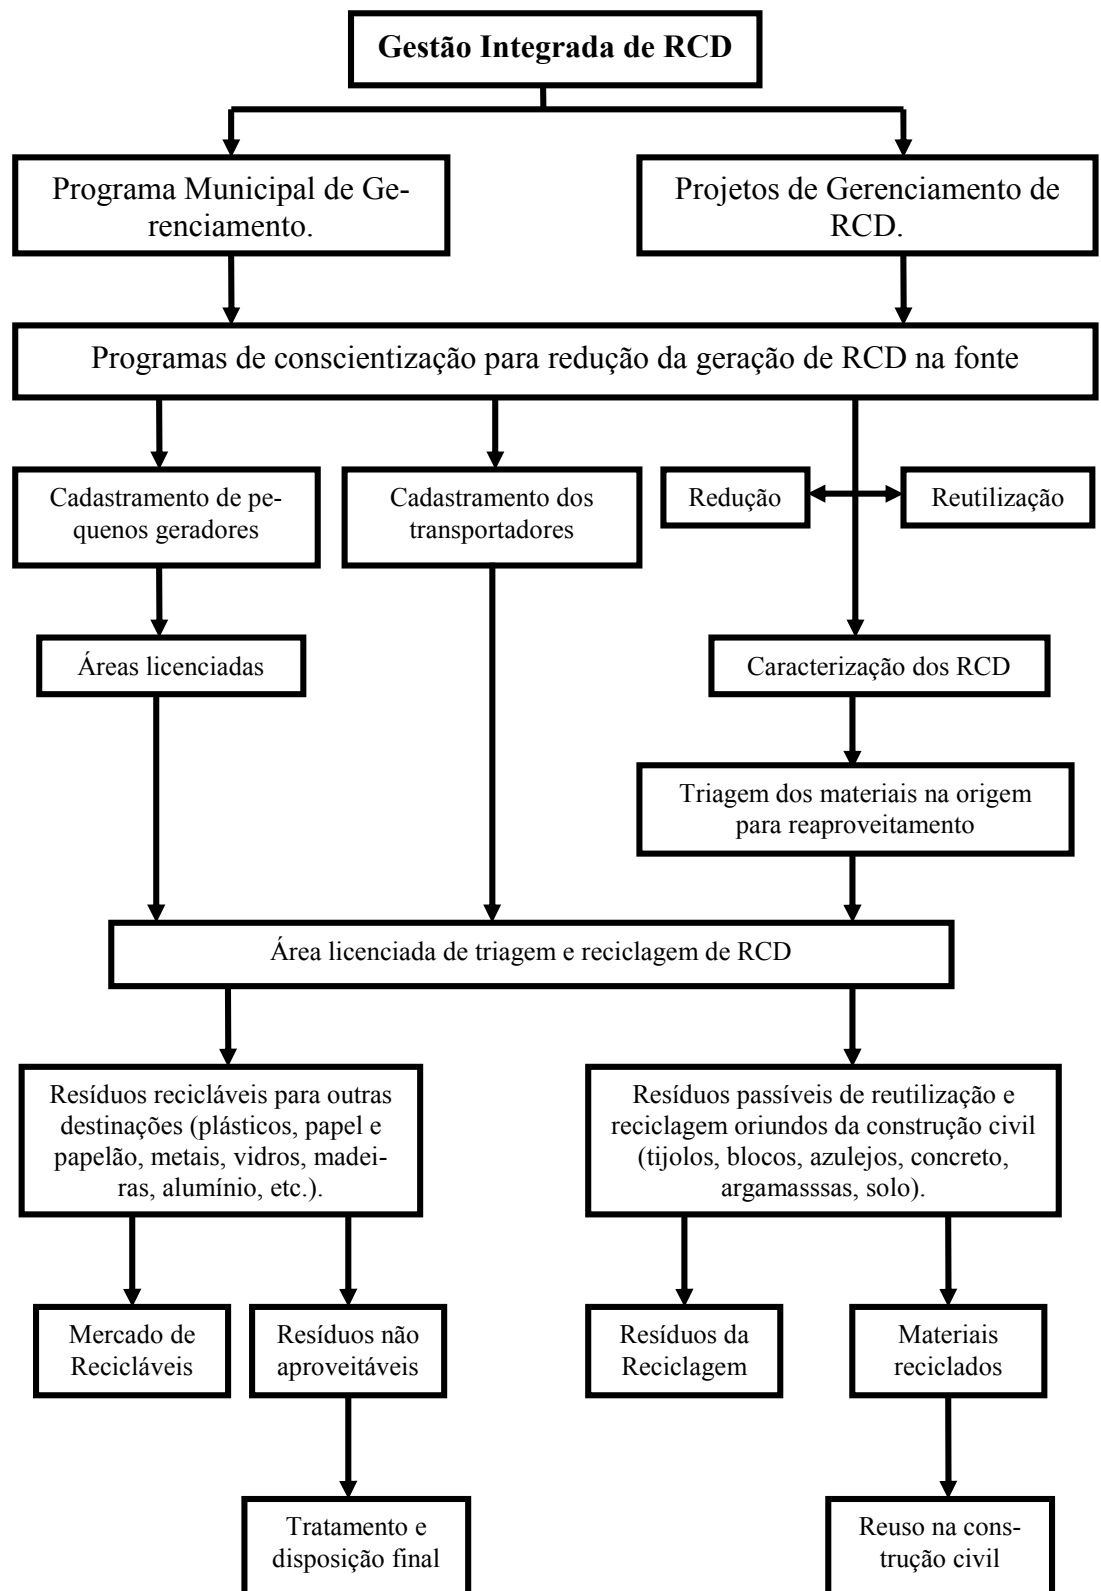 Gestão Integrada de RCD
Programa Municipal de Ge-
renciamento.
Projetos de Gerenciamento de
RCD.
Programas de conscientização para redução da geração de RCD na fonte
Cadastramento de pe-
quenos geradores
Cadastramento dos
transportadores
Redução
Reutilização
Áreas licenciadas
Caracterização dos RCD
Triagem dos materiais na origem
para reaproveitamento
Área licenciada de triagem e reciclagem de RCD
Resíduos recicláveis para outras
destinações (plásticos, papel e
papelão, metais, vidros, madei-
ras, alumínio, etc.).
Resíduos passíveis de reutilização e
reciclagem oriundos da construção civil
(tijolos, blocos, azulejos, concreto,
argamasssas, solo).
Mercado de
Recicláveis
Resíduos não
aproveitáveis
Resíduos da
Reciclagem
Materiais
reciclados
Tratamento e
disposição final
Reuso na cons-
trução civil